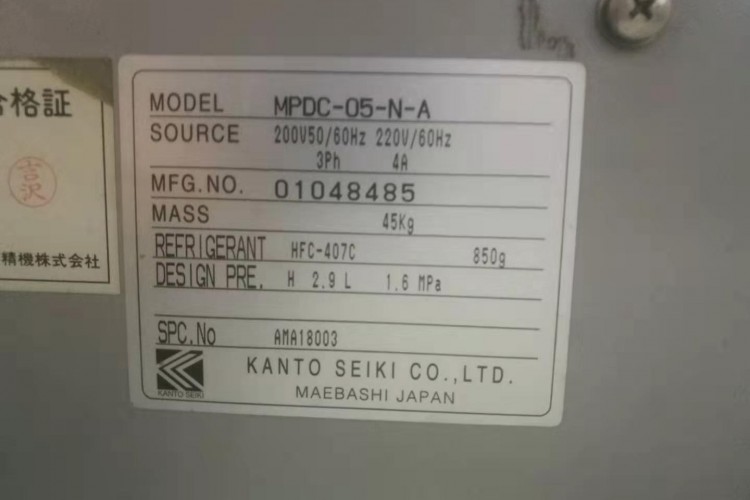 合格証
吉沢
精機株式会社
MODEL MPDC-05-N-A
SOURCE 200V50/60Hz 220V/60Hz
3Ph 4A
MFG.NO. 01048485
MASS 45Kg
REFRIGERANT HFC-407C 850g
DESIGN PRE. H 2.9 L 1.6 MPa
SPC.No AMA18003
KANTO SEIKI
KANTO SEIKI CO.,LTD.
MAEBASHI JAPAN